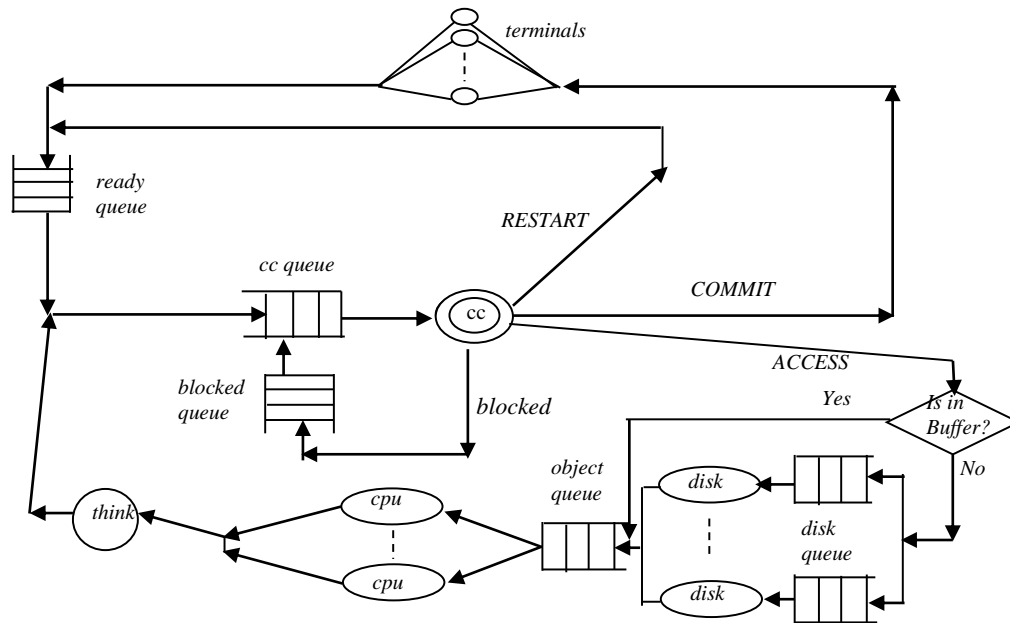 terminals
ready
queue
RESTART
cc queue
cc
COMMIT
ACCESS
blocked
queue
blocked
Yes
Is in
Buffer?
No
object
queue
disk
disk
queue
disk
think
cpu
cpu